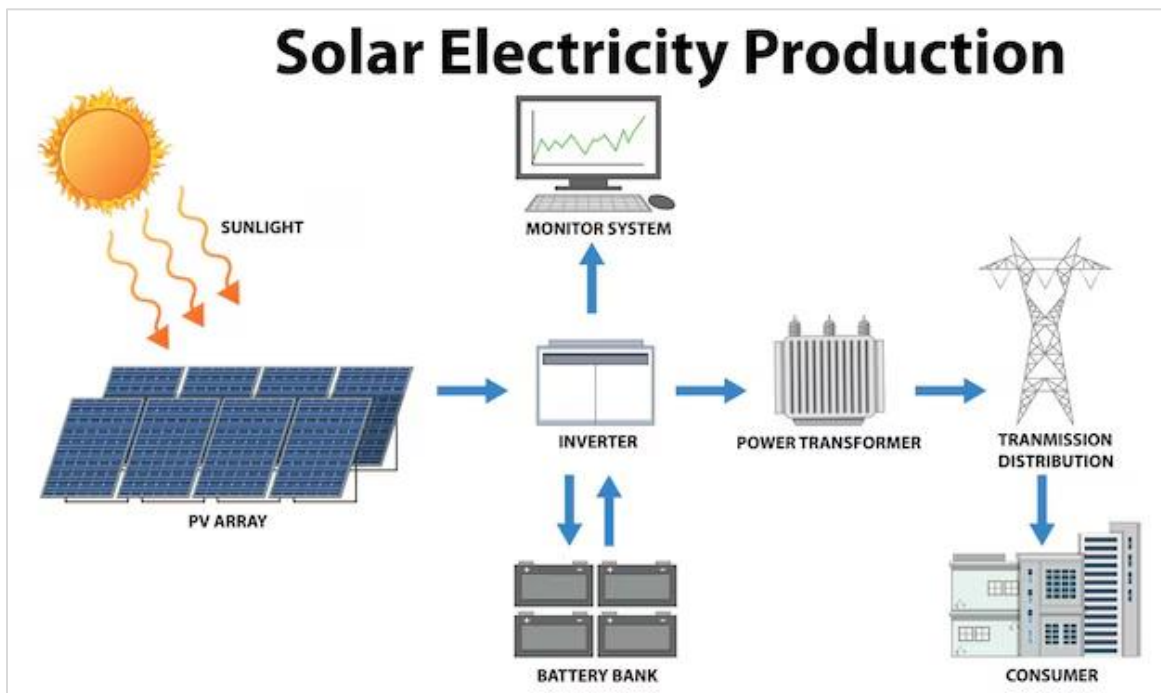 Solar Electricity Production
SUNLIGHT
MONITOR SYSTEM
PV ARRAY
INVERTER
POWER TRANSFORMER
TRANMISSION
DISTRIBUTION
BATTERY BANK
CONSUMER